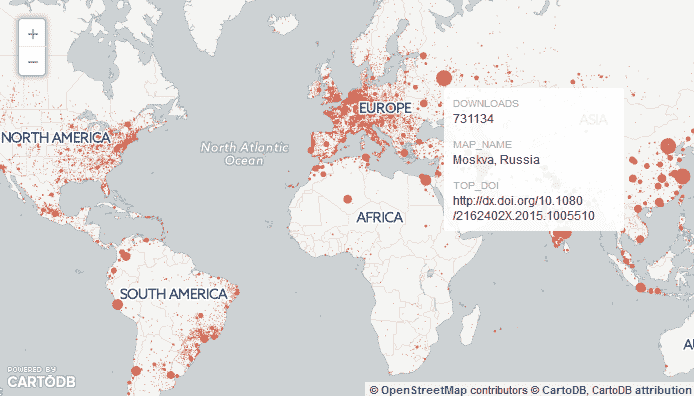 +
−
NORTH AMERICA
North Atlantic
Ocean
EUROPE
ASIA
AFRICA
SOUTH AMERICA
DOWNLOADS
731134
MAP_NAME
Moskva, Russia
TOP_DOI
http://dx.doi.org/10.1080
/2162402X.2015.1005510
AU
POWERED BY
CARTODB
© OpenStreetMap contributors © CartoDB, CartoDB attribution